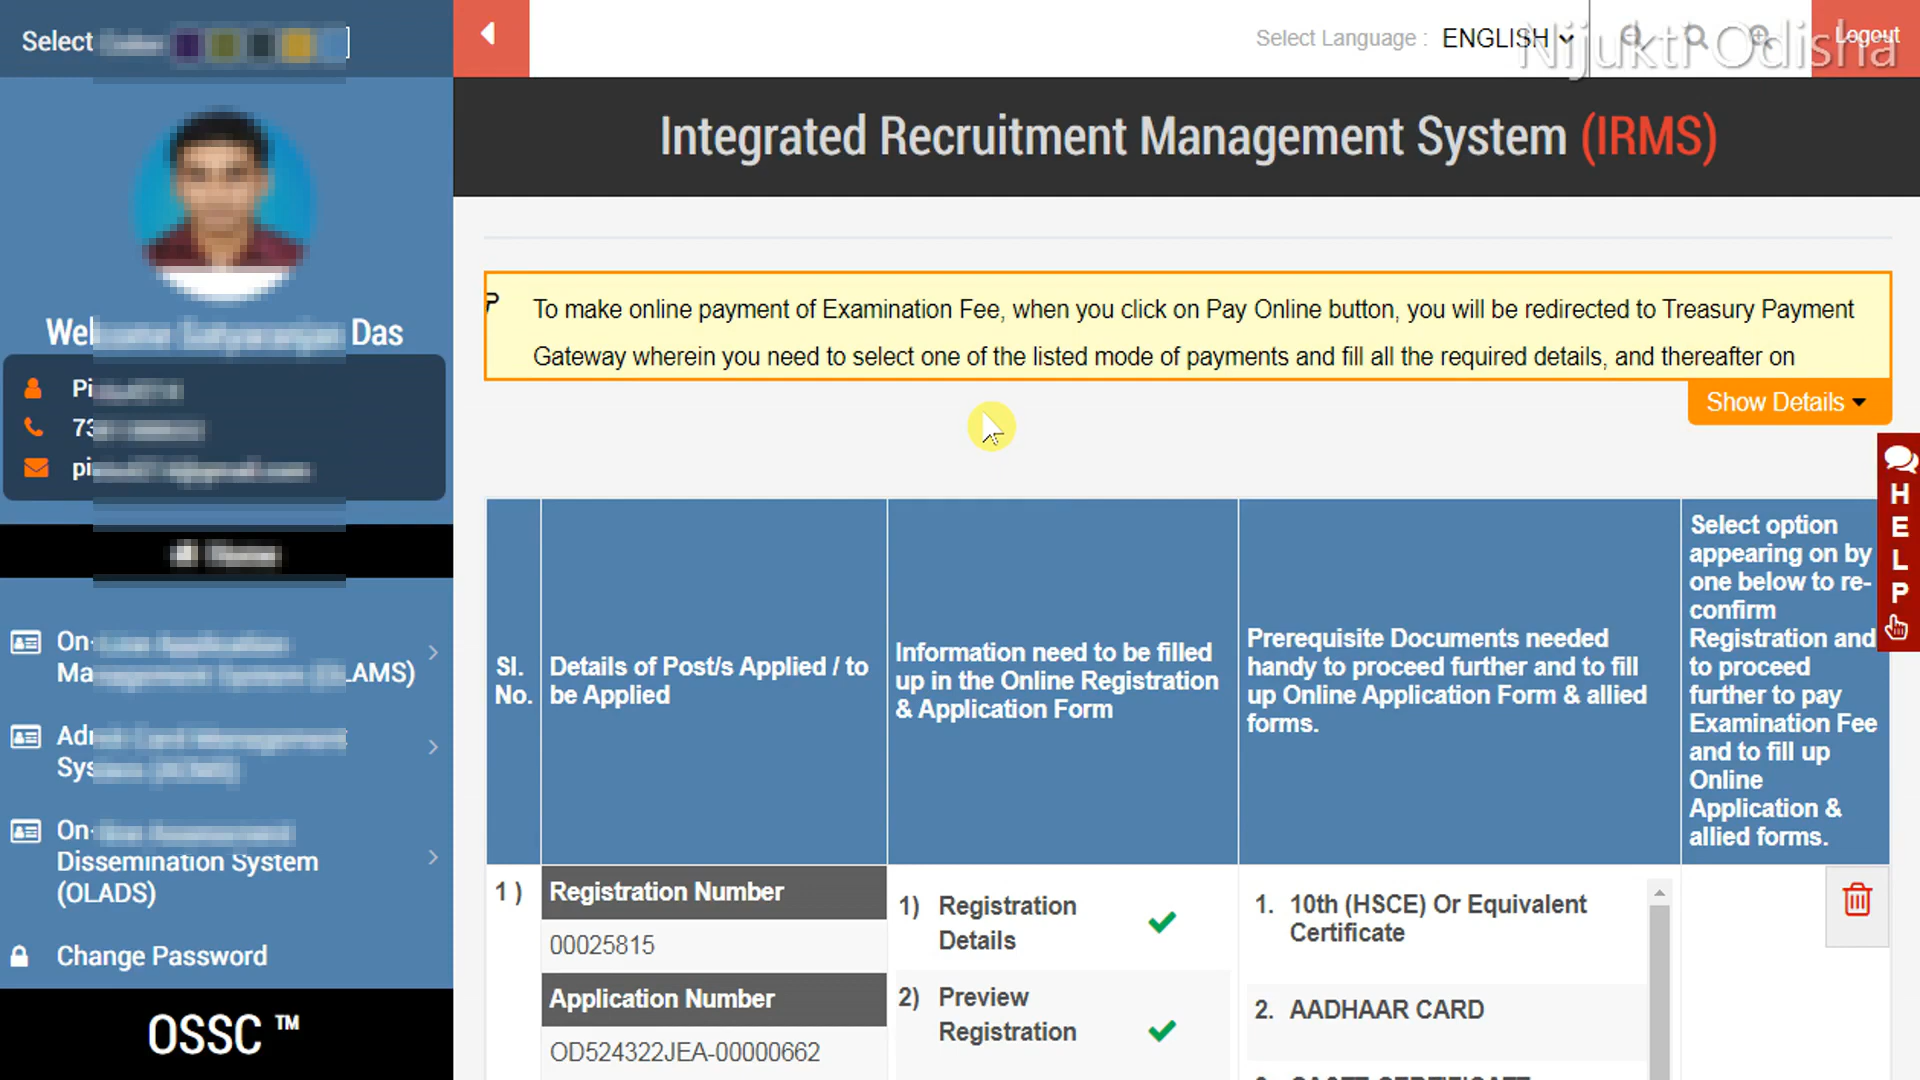 Select
Select Language : ENGLISH
Logout
Nijukti Odisha
Integrated Recruitment Management System (IRMS)
To make online payment of Examination Fee, when you click on Pay Online button, you will be redirected to Treasury Payment
Gateway wherein you need to select one of the listed mode of payments and fill all the required details, and thereafter on
Show Details
HELP
Das
Management System (OLAMS)
Dissemination System
(OLADS)
Change Password
OSSC ™
Sl.
No.
Details of Post/s Applied / to
be Applied
Information need to be filled
up in the Online Registration
& Application Form
Prerequisite Documents needed
handy to proceed further and to fill
up Online Application Form & allied
forms.
Select option
appearing on by
one below to re-
confirm
Registration and
to proceed
further to pay
Examination Fee
and to fill up
Online
Application &
allied forms.
1 )
Registration Number
00025815
Application Number
OD524322JEA-00000662
1) Registration
Details
2) Preview
Registration
1. 10th (HSCE) Or Equivalent
Certificate
2. AADHAAR CARD